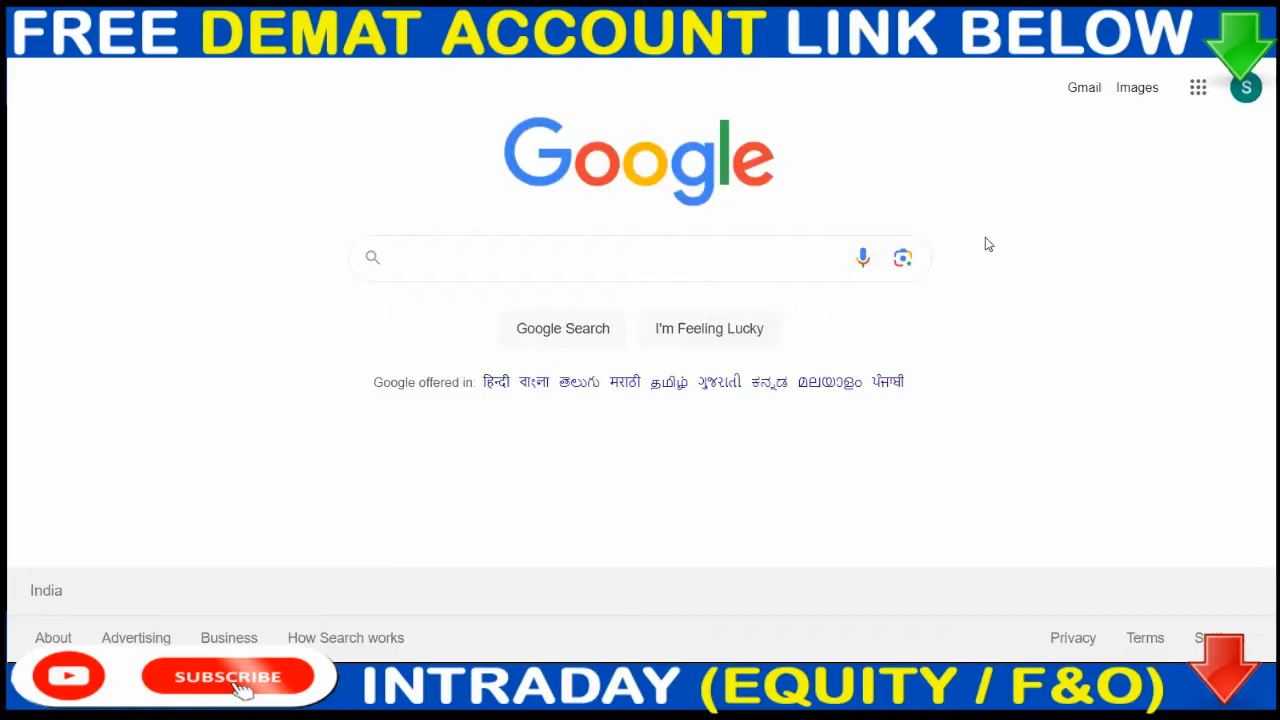 FREE DEMAT ACCOUNT LINK BELOW
Gmail Images S
Google
Google Search I'm Feeling Lucky
Google offered in: हिन्दी বাংলা తెలుగు मराठी தமிழ் ગુજરાતી ಕನ್ನಡ മലയാളം ਪੰਜਾਬੀ
India
About Advertising Business How Search works Privacy Terms
SUBSCRIBE
INTRADAY (EQUITY / F&O)